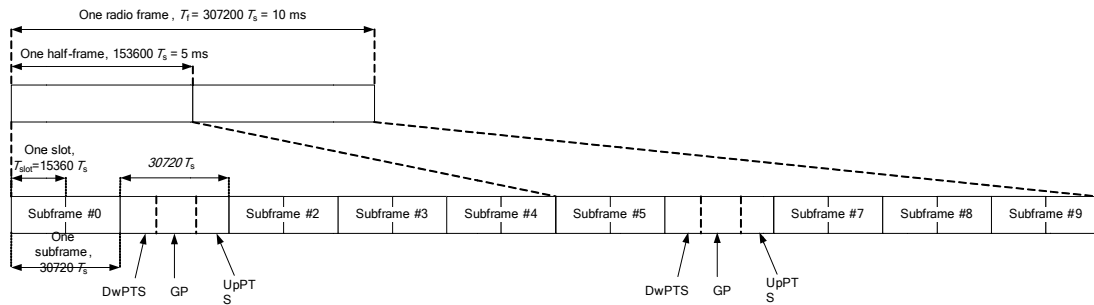 One radio frame , Tf = 307200 Ts = 10 ms
One half-frame, 153600 Ts = 5 ms
One slot,
Tslot=15360 Ts
30720Ts
Subframe #0
Subframe #2
Subframe #3
Subframe #4
Subframe #5
Subframe #7
Subframe #8
Subframe #9
One
subframe,
30720 Ts
DwPTS
GP
UpPT
S
DwPTS
GP
UpPT
S